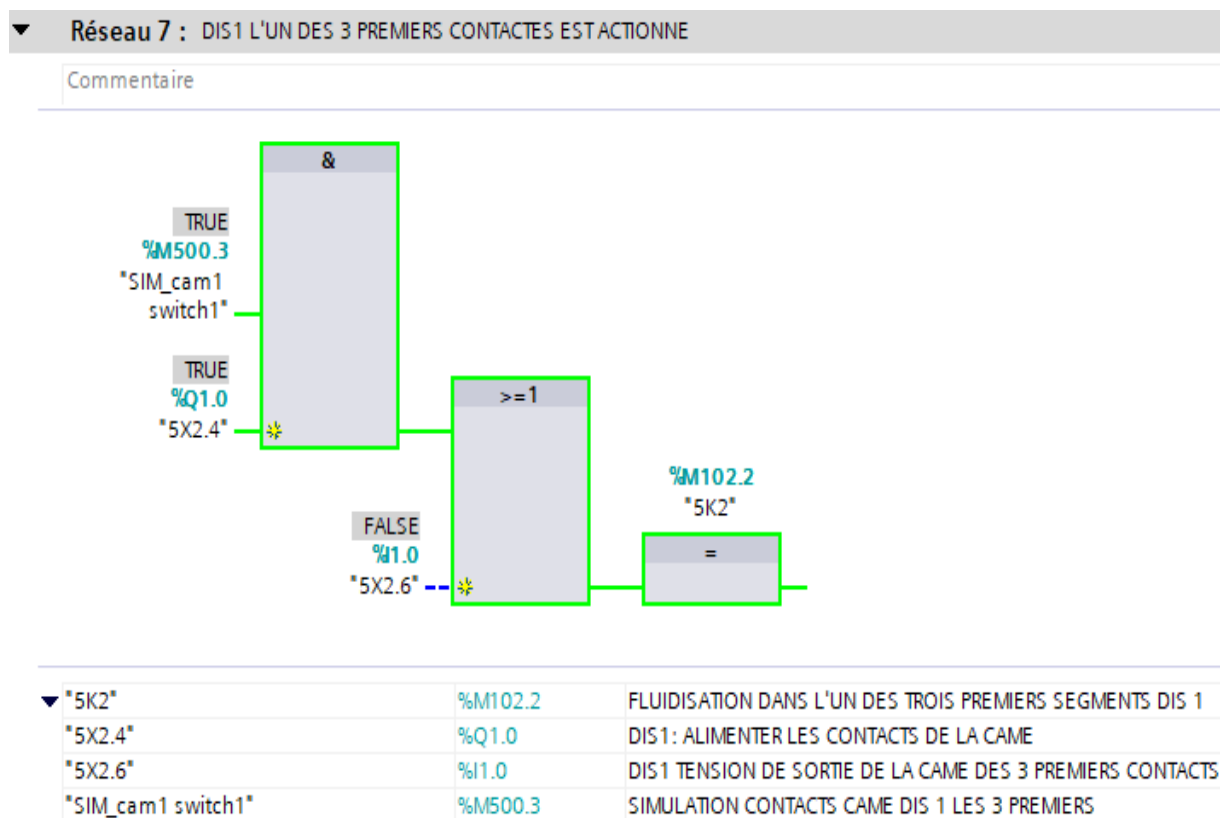 Réseau 7 : DIS1 L'UN DES 3 PREMIERS CONTACTES EST ACTIONNE
Commentaire
&
TRUE
%M500.3
"SIM_cam1
switch1"
TRUE
%Q1.0
"5X2.4"
>=1
FALSE
%I1.0
"5X2.6"
%M102.2
"5K2"
=
"5K2" %M102.2 FLUIDISATION DANS L'UN DES TROIS PREMIERS SEGMENTS DIS 1
"5X2.4" %Q1.0 DIS1: ALIMENTER LES CONTACTS DE LA CAME
"5X2.6" %I1.0 DIS1 TENSION DE SORTIE DE LA CAME DES 3 PREMIERS CONTACTS
"SIM_cam1 switch1" %M500.3 SIMULATION CONTACTS CAME DIS 1 LES 3 PREMIERS